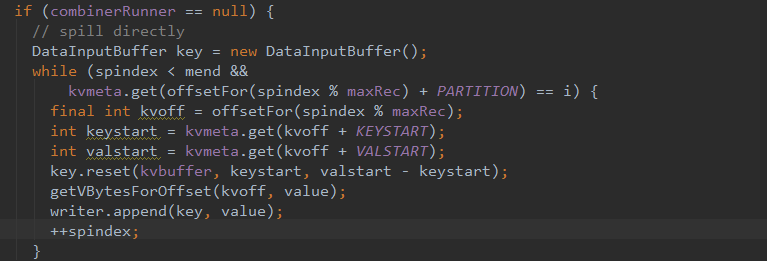 if (combinerRunner == null) {
  // spill directly
  DataInputBuffer key = new DataInputBuffer();
  while (spindex < mend &&
      kvmeta.get(offsetFor(spindex % maxRec) + PARTITION) == i) {
    final int kvoff = offsetFor(spindex % maxRec);
    int keystart = kvmeta.get(kvoff + KEYSTART);
    int valstart = kvmeta.get(kvoff + VALSTART);
    key.reset(kvbuffer, keystart, valstart - keystart);
    getVBytesForOffset(kvoff, value);
    writer.append(key, value);
    ++spindex;
  }